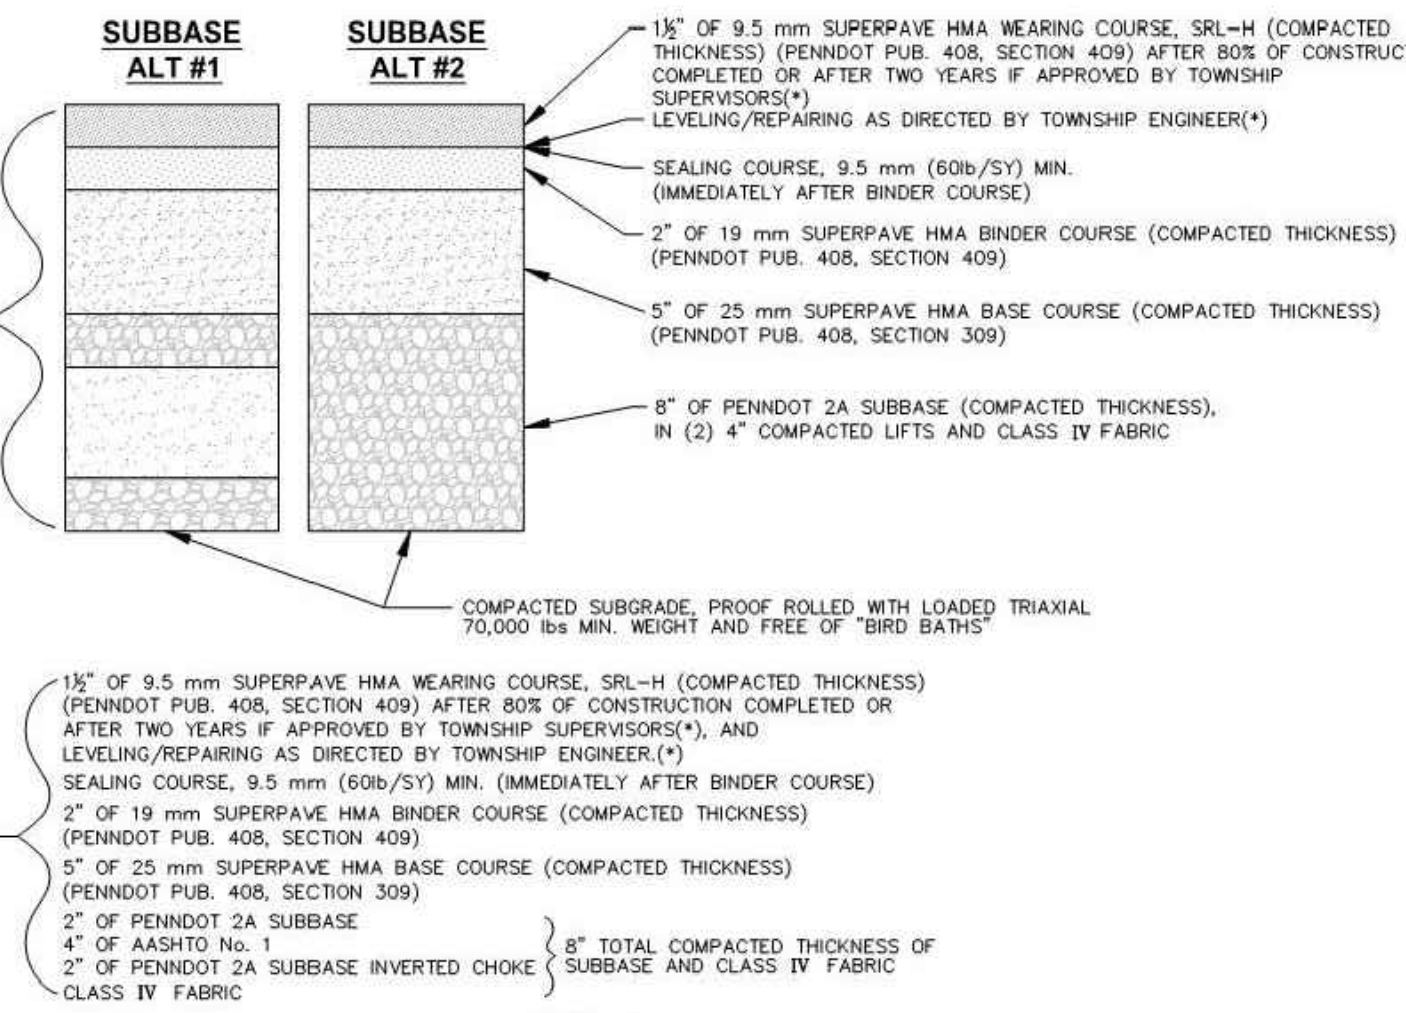 SUBBASE
ALT #1
SUBBASE
ALT #2
1½" OF 9.5 mm SUPERPAVE HMA WEARING COURSE, SRL-H (COMPACTED
THICKNESS) (PENNDOT PUB. 408, SECTION 409) AFTER 80% OF CONSTRUC
COMPLETED OR AFTER TWO YEARS IF APPROVED BY TOWNSHIP
SUPERVISORS(*)
LEVELING/REPAIRING AS DIRECTED BY TOWNSHIP ENGINEER(*)
SEALING COURSE, 9.5 mm (60lb/SY) MIN.
(IMMEDIATELY AFTER BINDER COURSE)
2" OF 19 mm SUPERPAVE HMA BINDER COURSE (COMPACTED THICKNESS)
(PENNDOT PUB. 408, SECTION 409)
5" OF 25 mm SUPERPAVE HMA BASE COURSE (COMPACTED THICKNESS)
(PENNDOT PUB. 408, SECTION 309)
8" OF PENNDOT 2A SUBBASE (COMPACTED THICKNESS),
IN (2) 4" COMPACTED LIFTS AND CLASS IV FABRIC
COMPACTED SUBGRADE, PROOF ROLLED WITH LOADED TRIAXIAL
70,000 lbs MIN. WEIGHT AND FREE OF "BIRD BATHS"
1½" OF 9.5 mm SUPERPAVE HMA WEARING COURSE, SRL-H (COMPACTED THICKNESS)
(PENNDOT PUB. 408, SECTION 409) AFTER 80% OF CONSTRUCTION COMPLETED OR
AFTER TWO YEARS IF APPROVED BY TOWNSHIP SUPERVISORS(*), AND
LEVELING/REPAIRING AS DIRECTED BY TOWNSHIP ENGINEER.(*)
SEALING COURSE, 9.5 mm (60lb/SY) MIN. (IMMEDIATELY AFTER BINDER COURSE)
2" OF 19 mm SUPERPAVE HMA BINDER COURSE (COMPACTED THICKNESS)
(PENNDOT PUB. 408, SECTION 409)
5" OF 25 mm SUPERPAVE HMA BASE COURSE (COMPACTED THICKNESS)
(PENNDOT PUB. 408, SECTION 309)
2" OF PENNDOT 2A SUBBASE
4" OF AASHTO No. 1
2" OF PENNDOT 2A SUBBASE INVERTED CHOKE
CLASS IV FABRIC
8" TOTAL COMPACTED THICKNESS OF
SUBBASE AND CLASS IV FABRIC